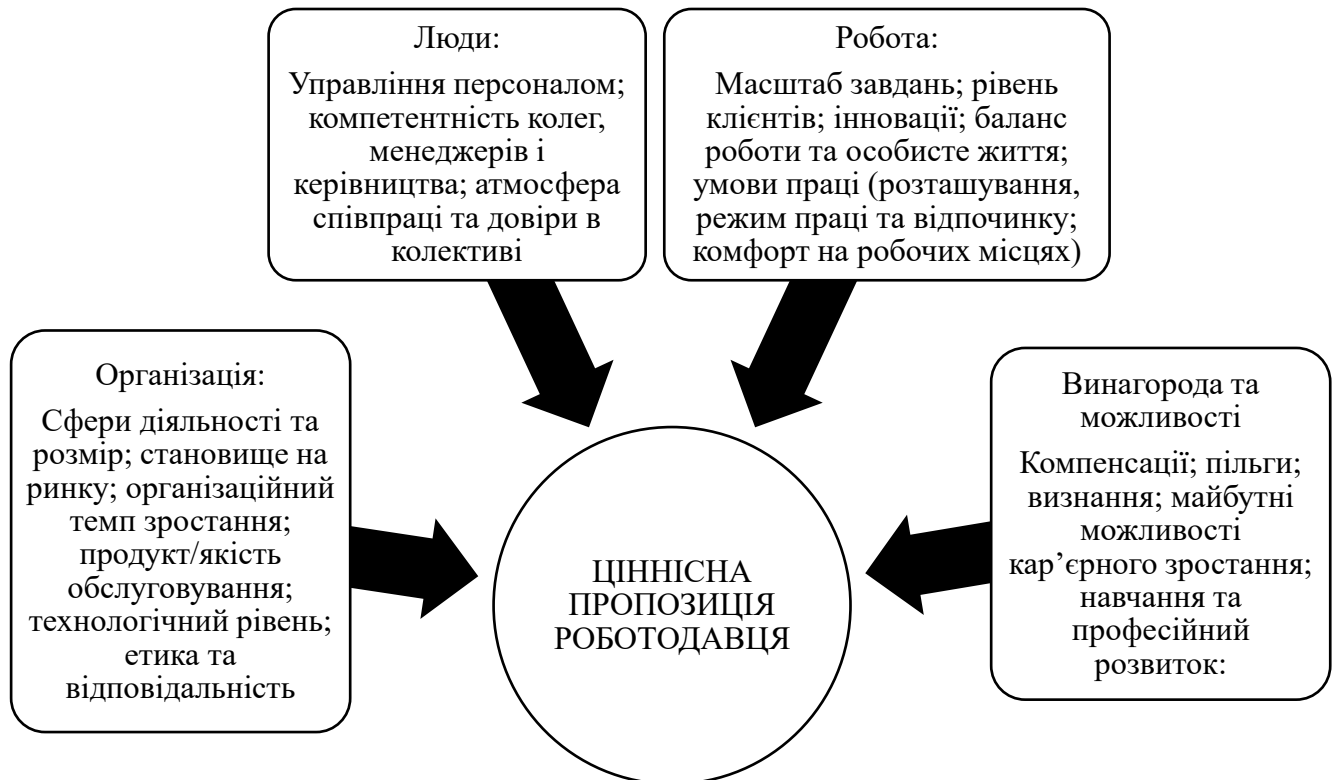 Люди:
Управління персоналом;
компетентність колег,
менеджерів і
керівництва; атмосфера
співпраці та довіри в
колективі
Робота:
Масштаб завдань; рівень
клієнтів; інновації; баланс
роботи та особисте життя;
умови праці (розташування,
режим праці та відпочинку;
комфорт на робочих місцях)
Організація:
Сфери діяльності та
розмір; становище на
ринку; організаційний
темп зростання;
продукт/якість
обслуговування;
технологічний рівень;
етика та
відповідальність
ЦІННІСНА
ПРОПОЗИЦІЯ
РОБОТОДАВЦЯ
Винагорода та
можливості
Компенсації; пільги;
визнання; майбутні
можливості
кар’єрного зростання;
навчання та
професійний
розвиток: